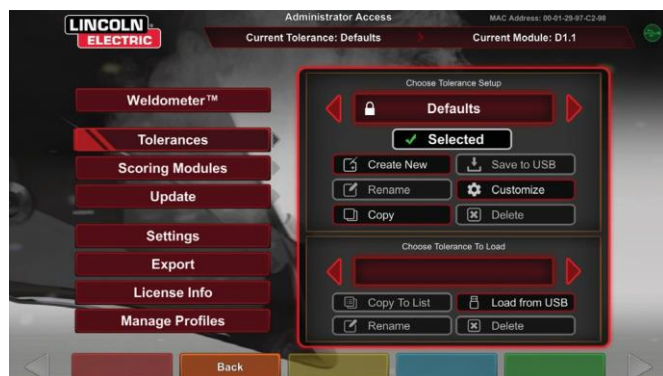 LINCOLN
ELECTRIC
Administrator Access
MAC Address: 00-01-29-97-C2-98
Current Tolerance: Defaults
Current Module: D1.1
Weldometer™
Tolerances
Scoring Modules
Update
Settings
Export
License Info
Manage Profiles
Choose Tolerance Setup
Defaults
Selected
Create New
Save to USB
Rename
Customize
Copy
Delete
Choose Tolerance To Load
Copy To List
Load from USB
Rename
Delete
Back